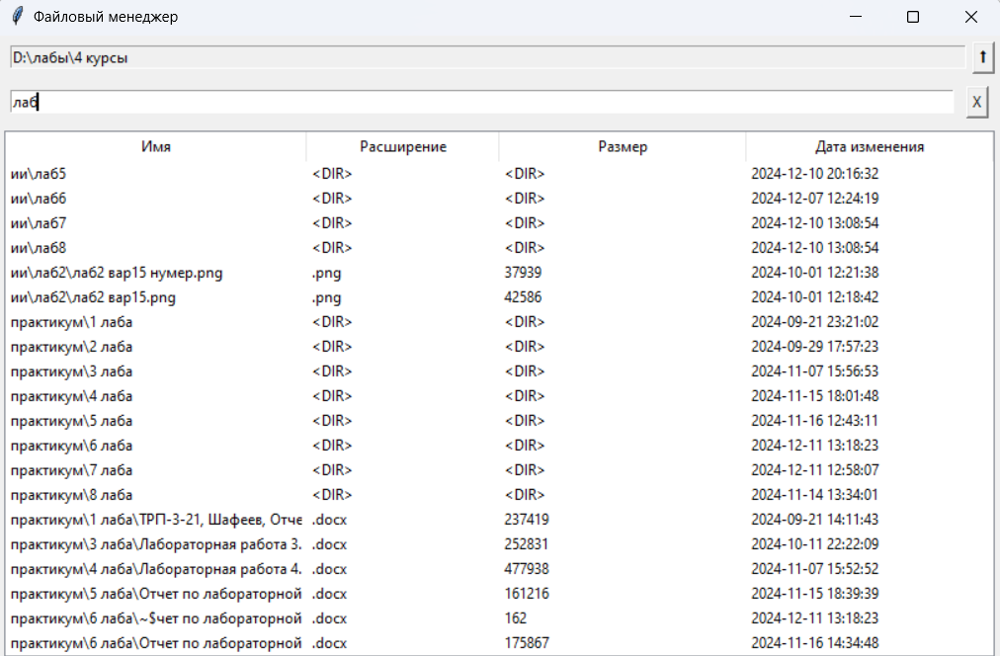 Файловый менеджер
D:\лабы\4 курсы
↑
лаб
X
Имя Расширение Размер Дата изменения
ии\лаб5 <DIR> <DIR> 2024-12-10 20:16:32
ии\лаб6 <DIR> <DIR> 2024-12-07 12:24:19
ии\лаб7 <DIR> <DIR> 2024-12-10 13:08:54
ии\лаб8 <DIR> <DIR> 2024-12-10 13:08:54
ии\лаб2\лаб2 вар15 нумер.png .png 37939 2024-10-01 12:21:38
ии\лаб2\лаб2 вар15.png .png 42586 2024-10-01 12:18:42
практикум\1 лаба <DIR> <DIR> 2024-09-21 23:21:02
практикум\2 лаба <DIR> <DIR> 2024-09-29 17:57:23
практикум\3 лаба <DIR> <DIR> 2024-11-07 15:56:53
практикум\4 лаба <DIR> <DIR> 2024-11-15 18:01:48
практикум\5 лаба <DIR> <DIR> 2024-11-16 12:43:11
практикум\6 лаба <DIR> <DIR> 2024-12-11 13:18:23
практикум\7 лаба <DIR> <DIR> 2024-12-11 12:58:07
практикум\8 лаба <DIR> <DIR> 2024-11-14 13:34:01
практикум\1 лаба\ТРП-3-21, Шафеев, Отче .docx 237419 2024-09-21 14:11:43
практикум\3 лаба\Лабораторная работа 3. .docx 252831 2024-10-11 22:22:09
практикум\4 лаба\Лабораторная работа 4. .docx 477938 2024-11-07 15:52:52
практикум\5 лаба\Отчет по лабораторной .docx 161216 2024-11-15 18:39:39
практикум\6 лаба\~$чет по лабораторной .docx 162 2024-12-11 13:18:23
практикум\6 лаба\Отчет по лабораторной .docx 175867 2024-11-16 14:34:48